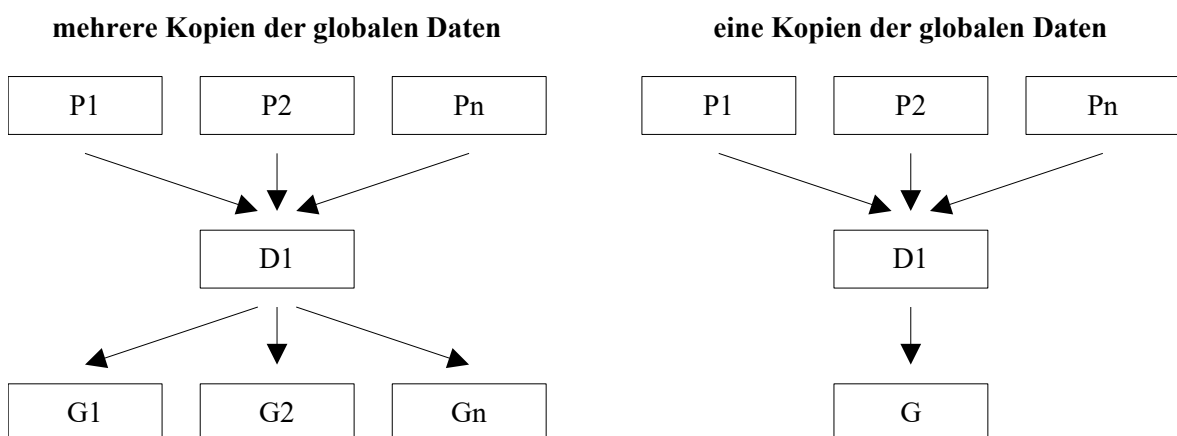 mehrere Kopien der globalen Daten
P1 P2 Pn
D1
G1 G2 Gn
eine Kopien der globalen Daten
P1 P2 Pn
D1
G